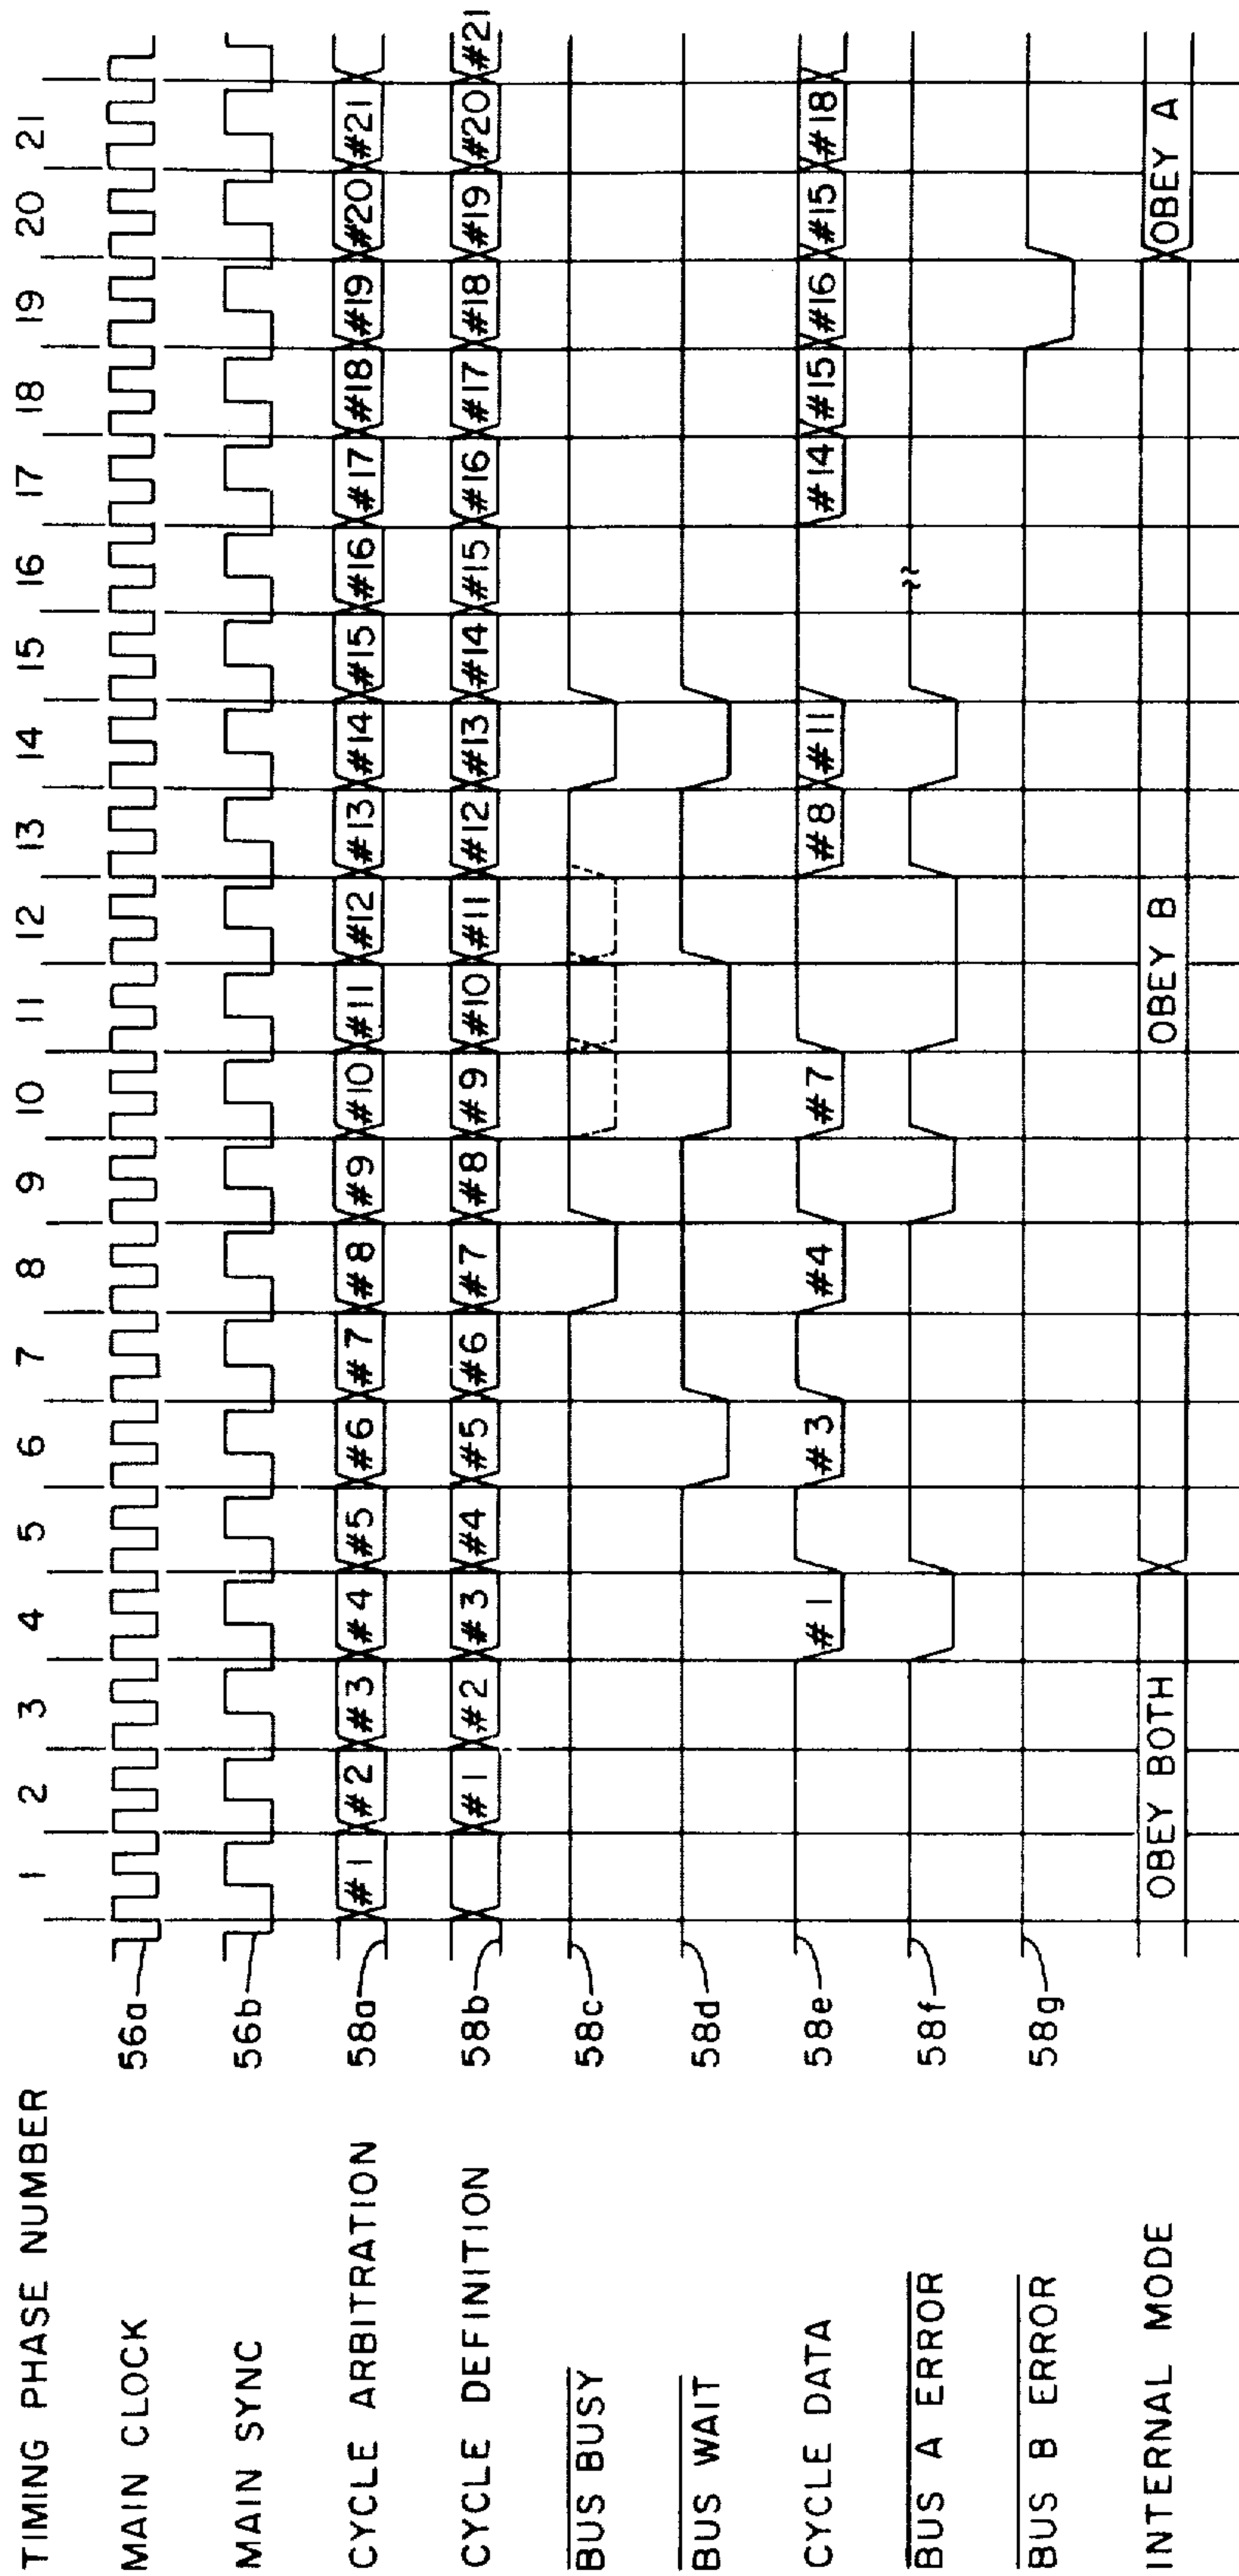 TIMING PHASE NUMBER 1 2 3 4 5 6 7 8 9 10 11 12 13 14 15 16 17 18 19 20 21
MAIN CLOCK 56a
MAIN SYNC 56b
CYCLE ARBITRATION 58a #1 #2 #3 #4 #5 #6 #7 #8 #9 #10 #11 #12 #13 #14 #15 #16 #17 #18 #19 #20 #21
CYCLE DEFINITION 58b #1 #2 #3 #4 #5 #6 #7 #8 #9 #10 #11 #12 #13 #14 #15 #16 #17 #18 #19 #20 #21
BUS BUSY 58c
BUS WAIT 58d
CYCLE DATA 58e #1 #3 #4 #7 #8 #11 #14 #15 #16 #15 #18
BUS A ERROR 58f
BUS B ERROR 58g
INTERNAL MODE OBEY BOTH OBEY B OBEY A